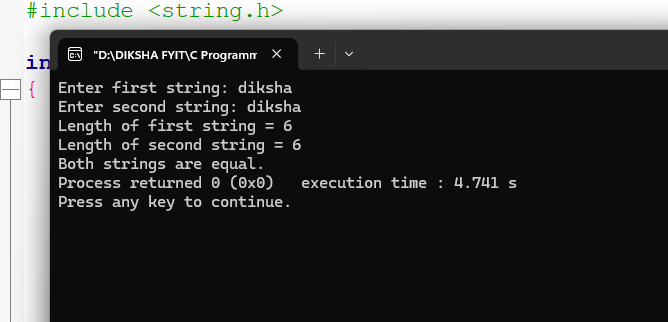 #include <string.h>
"D:\DIKSHA FYIT\C Programm
in
{
Enter first string: diksha
Enter second string: diksha
Length of first string = 6
Length of second string = 6
Both strings are equal.
Process returned 0 (0x0)   execution time : 4.741 s
Press any key to continue.